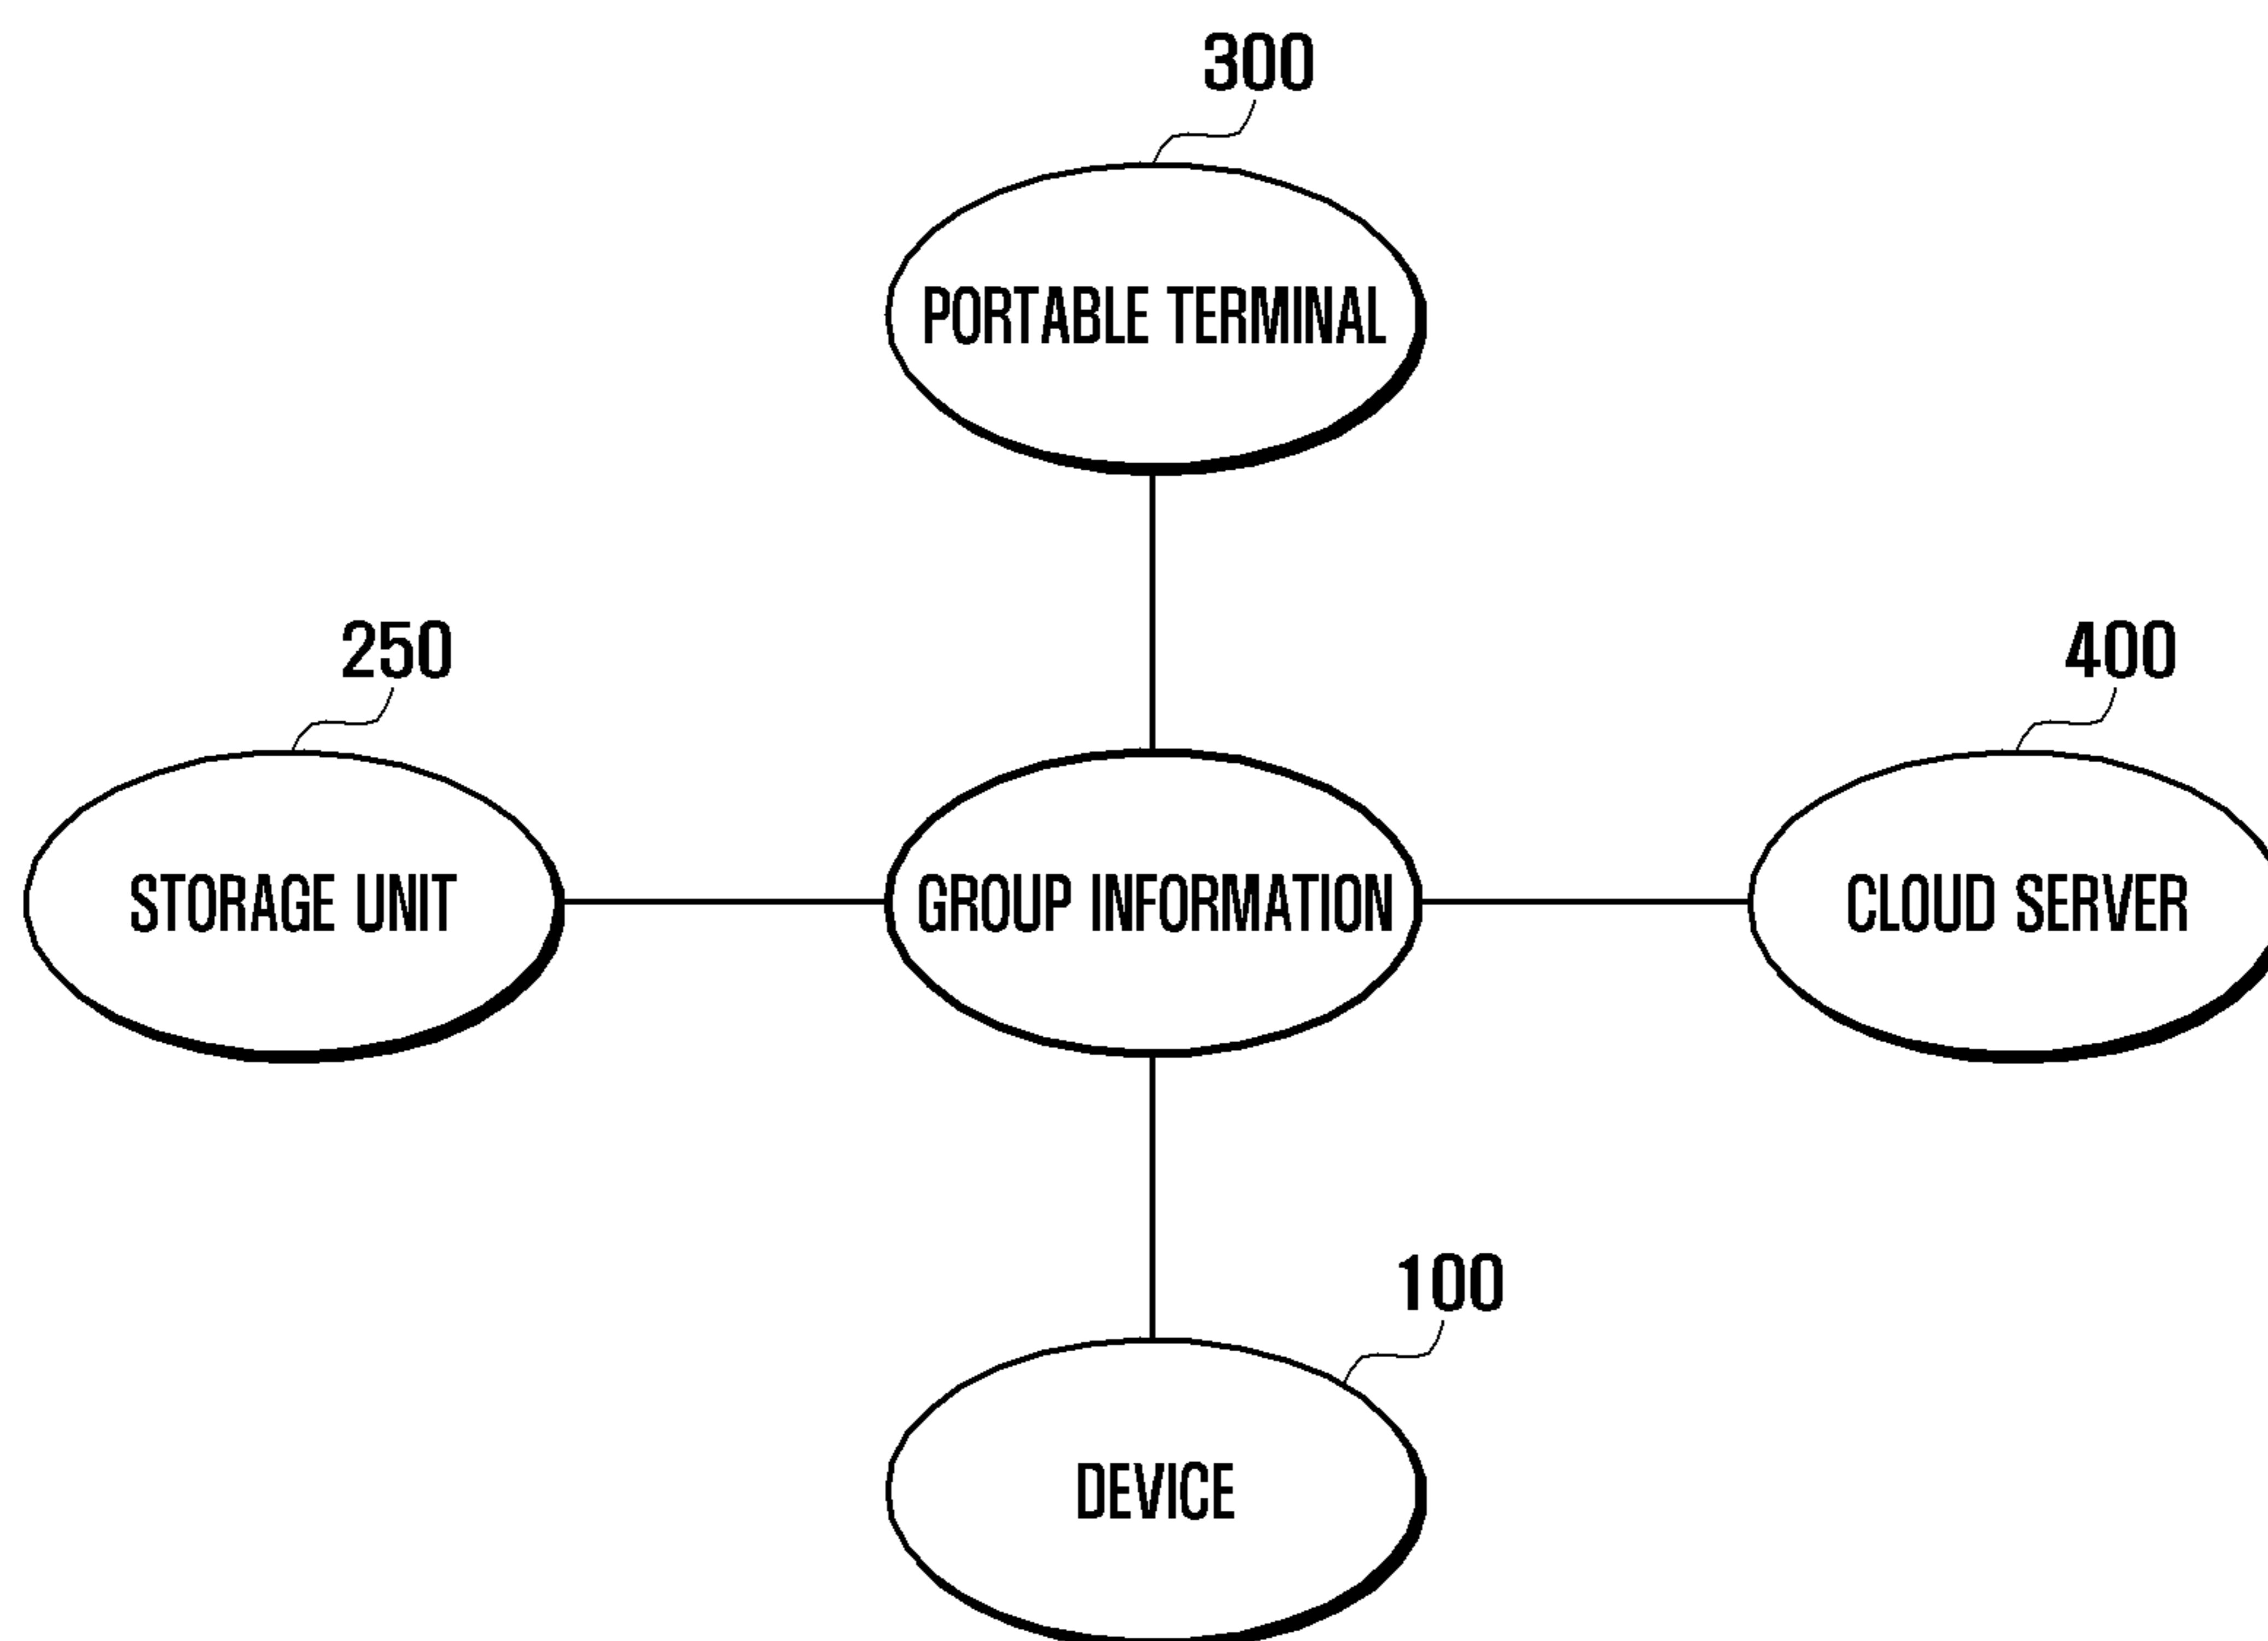 300
PORTABLE TERMINAL
250
400
STORAGE UNIT
GROUP INFORMATION
CLOUD SERVER
100
DEVICE